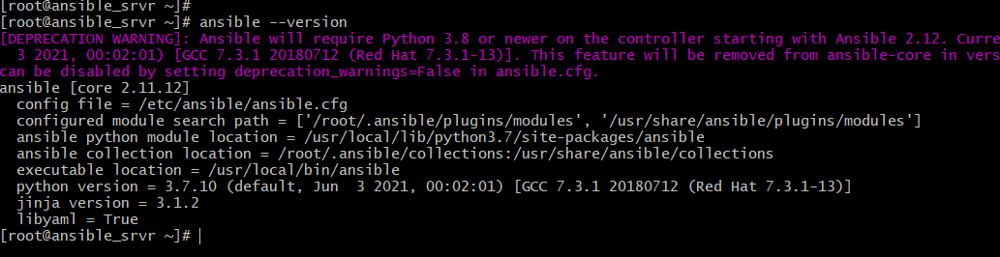 [root@ansible_srvr ~]#
[root@ansible_srvr ~]# ansible --version
[DEPRECATION WARNING]: Ansible will require Python 3.8 or newer on the controller starting with Ansible 2.12. Curre
  3 2021, 00:02:01) [GCC 7.3.1 20180712 (Red Hat 7.3.1-13)]. This feature will be removed from ansible-core in vers
can be disabled by setting deprecation_warnings=False in ansible.cfg.
ansible [core 2.11.12]
  config file = /etc/ansible/ansible.cfg
  configured module search path = ['/root/.ansible/plugins/modules', '/usr/share/ansible/plugins/modules']
  ansible python module location = /usr/local/lib/python3.7/site-packages/ansible
  ansible collection location = /root/.ansible/collections:/usr/share/ansible/collections
  executable location = /usr/local/bin/ansible
  python version = 3.7.10 (default, Jun  3 2021, 00:02:01) [GCC 7.3.1 20180712 (Red Hat 7.3.1-13)]
  jinja version = 3.1.2
  libyaml = True
[root@ansible_srvr ~]#